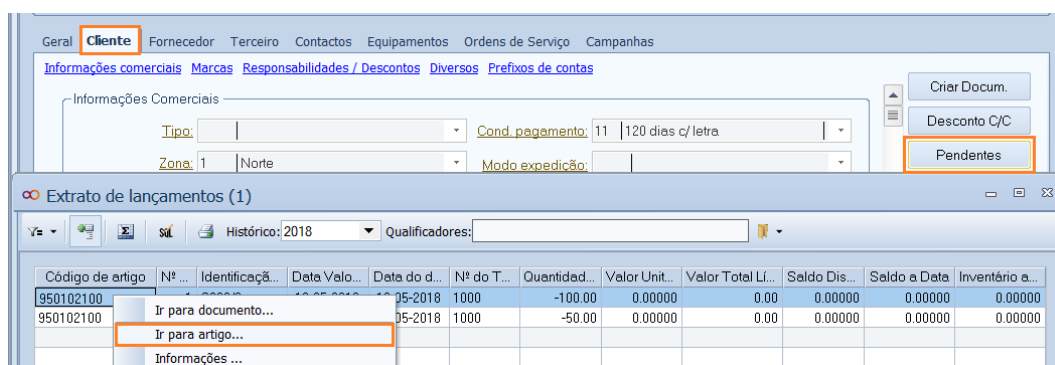 Geral Cliente Fornecedor Terceiro Contactos Equipamentos Ordens de Serviço Campanhas
Informações comerciais Marcas Responsabilidades / Descontos Diversos Prefixos de contas
Criar Docum.
Informações Comerciais
Desconto C/C
Tipo: Cond. pagamento: 11 120 dias c/ letra
Pendentes
Zona: 1 Norte Modo expedição:
Extrato de lançamentos (1)
Σ sql Histórico: 2018 Qualificadores:
Código de artigo Nº ... Identificaçã... Data Valo... Data do d... Nº do T... Quantidad... Valor Unit... Valor Total Lí... Saldo Dis... Saldo a Data Inventário a...
950102100 05-2018 1000 -100.00 0.00000 0.00 0.00000 0.00000 0.00000
Ir para documento...
950102100 05-2018 1000 -50.00 0.00000 0.00 0.00000 0.00000 0.00000
Ir para artigo...
Informações ...